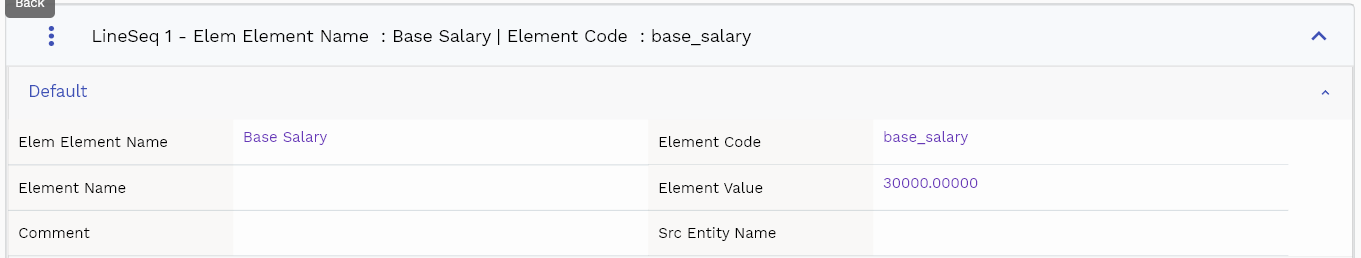 Back
LineSeq 1 - Elem Element Name : Base Salary | Element Code : base_salary
Default
Elem Element Name Base Salary Element Code base_salary
Element Name Element Value 30000.00000
Comment Src Entity Name